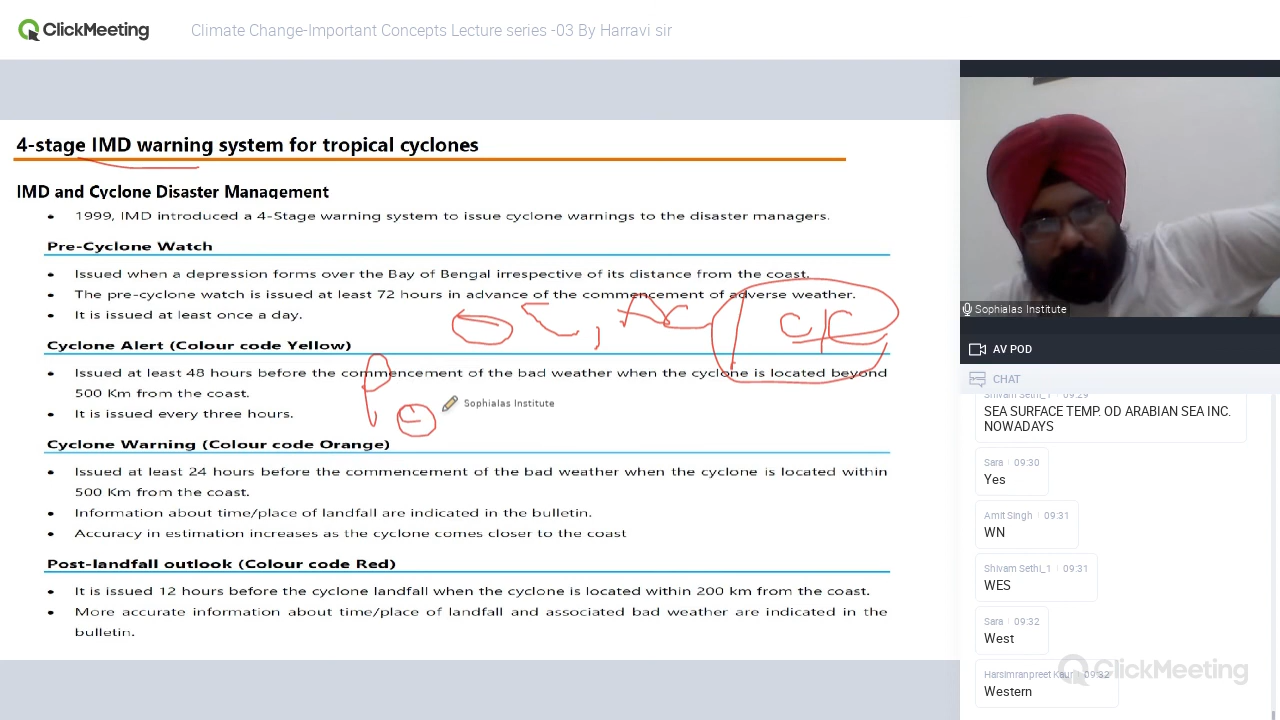 ClickMeeting
Climate Change-Important Concepts Lecture series -03 By Harravi sir
4-stage IMD warning system for tropical cyclones
IMD and Cyclone Disaster Management
• 1999, IMD introduced a 4-Stage warning system to issue cyclone warnings to the disaster managers.
Pre-Cyclone Watch
• Issued when a depression forms over the Bay of Bengal irrespective of its distance from the coast.
• The pre-cyclone watch is issued at least 72 hours in advance of the commencement of adverse weather.
• It is issued at least once a day.
Cyclone Alert (Colour code Yellow)
• Issued at least 48 hours before the commencement of the bad weather when the cyclone is located beyond
500 Km from the coast.
• It is issued every three hours.
Sophialas Institute
Cyclone Warning (Colour code Orange)
• Issued at least 24 hours before the commencement of the bad weather when the cyclone is located within
500 Km from the coast.
• Information about time/place of landfall are indicated in the bulletin.
• Accuracy in estimation increases as the cyclone comes closer to the coast
Post-landfall outlook (Colour code Red)
• It is issued 12 hours before the cyclone landfall when the cyclone is located within 200 km from the coast.
• More accurate information about time/place of landfall and associated bad weather are indicated in the
bulletin.
Sophialas Institute
AV POD
CHAT
Shivam Sethi_1 09:29
SEA SURFACE TEMP. OD ARABIAN SEA INC.
NOWADAYS
Sara 09:30
Yes
Amit Singh 09:31
WN
Shivam Sethi_1 09:31
WES
Sara 09:32
West
Harsimranpreet Kaur 09:32
Western
ClickMeeting